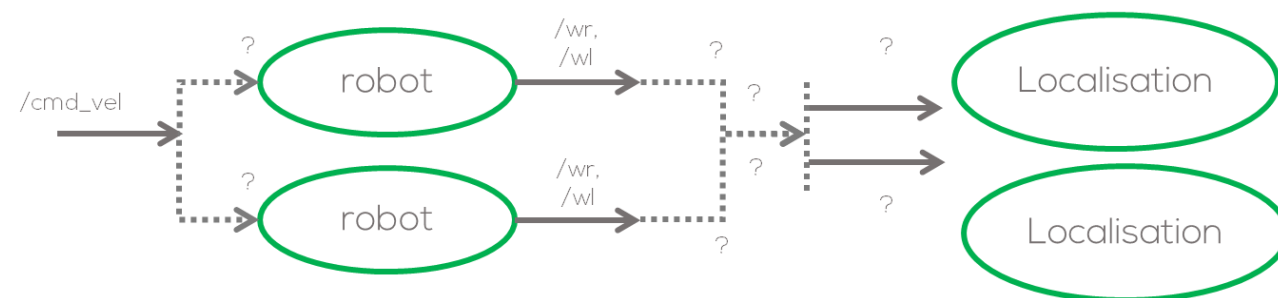 /cmd_vel
?
robot
/wr,
/wl
?
?
?
Localisation
?
robot
/wr,
/wl
?
?
?
Localisation